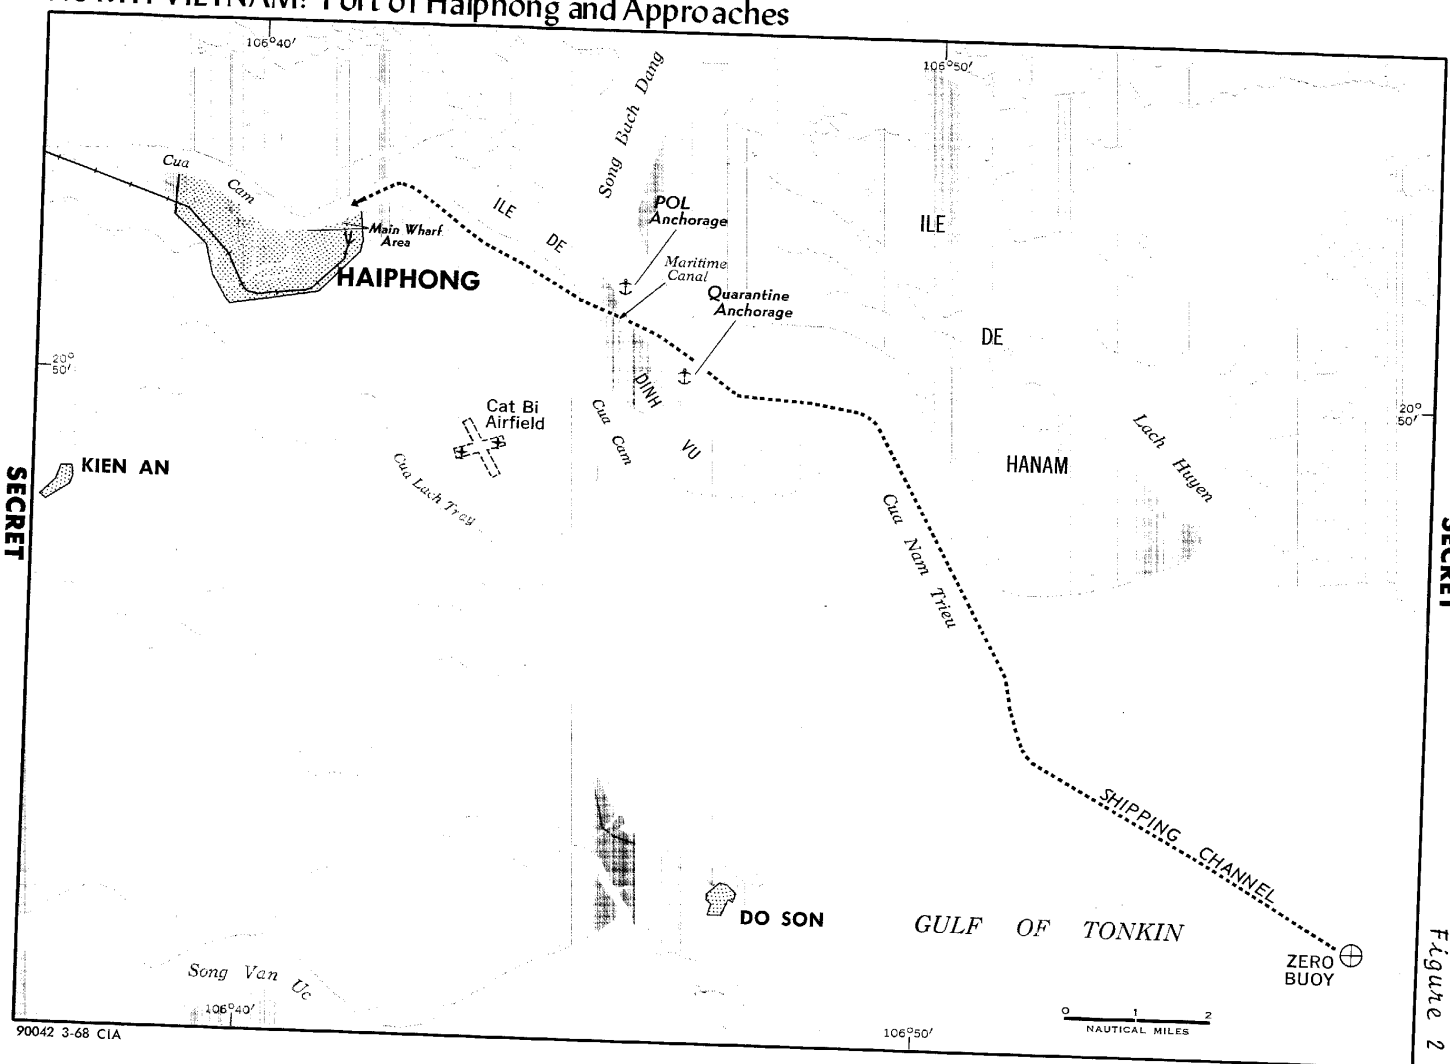 NORTH VIETNAM: Port of Haiphong and Approaches
106°40'
106°50'
Song Bach Dang
Cua
Cam
POL
Anchorage
ILE
DE
ILE
Main Wharf
Area
Maritime
Canal
HAIPHONG
Quarantine
Anchorage
DE
20°
50'
DINH
VU
Cat Bi
Airfield
Cua Cam
20°
50'
Lach Huyen
KIEN AN
HANAM
Cua Lach Tray
SECRET
SECRET
Cua Nam Trieu
SHIPPING CHANNEL
DO SON
GULF OF TONKIN
ZERO
BUOY
Song Van Uc
106°40'
0 1 2
NAUTICAL MILES
106°50'
90042 3-68 CIA
Figure 2